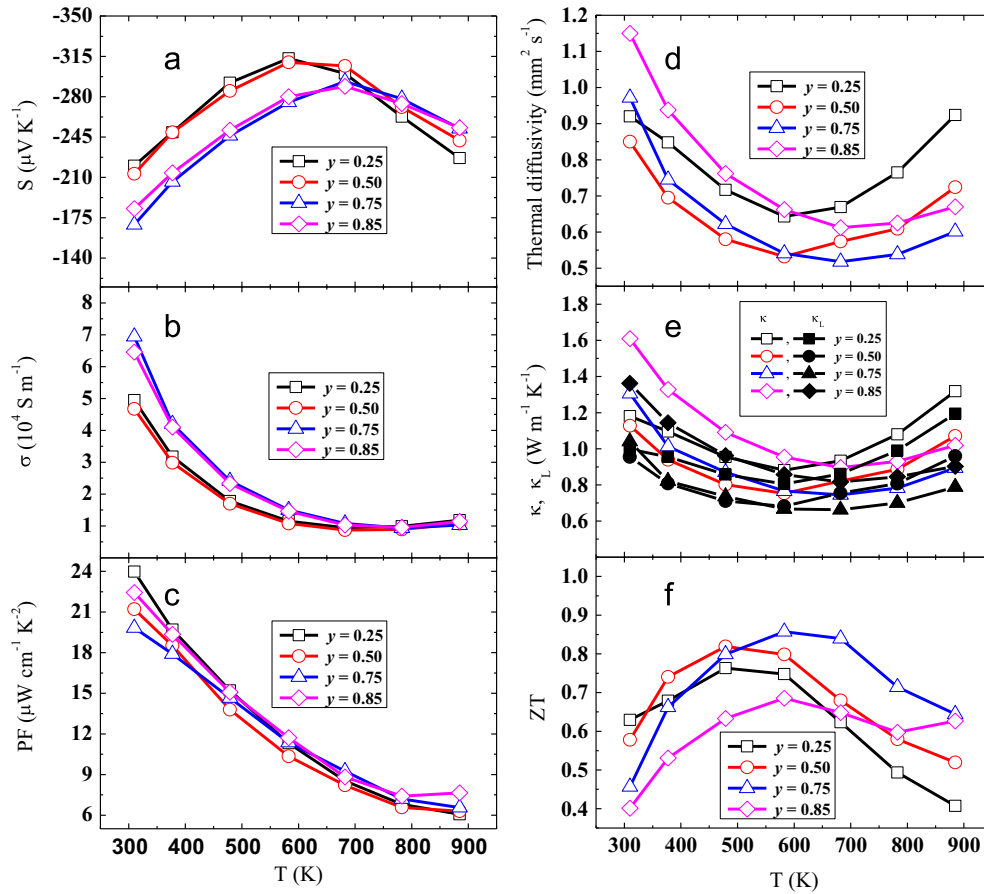 a
S (μV K⁻¹)
-350
-315
-280
-245
-210
-175
-140
y = 0.25
y = 0.50
y = 0.75
y = 0.85
b
σ (10⁴ S m⁻¹)
8
7
6
5
4
3
2
1
y = 0.25
y = 0.50
y = 0.75
y = 0.85
c
PF (μW cm⁻¹ K⁻²)
24
21
18
15
12
9
6
y = 0.25
y = 0.50
y = 0.75
y = 0.85
300 400 500 600 700 800 900
T (K)
d
Thermal diffusivity (mm² s⁻¹)
1.2
1.1
1.0
0.9
0.8
0.7
0.6
0.5
y = 0.25
y = 0.50
y = 0.75
y = 0.85
e
κ, κL (W m⁻¹ K⁻¹)
1.8
1.6
1.4
1.2
1.0
0.8
0.6
κ κL
, y = 0.25
, y = 0.50
, y = 0.75
, y = 0.85
f
ZT
1.0
0.9
0.8
0.7
0.6
0.5
0.4
y = 0.25
y = 0.50
y = 0.75
y = 0.85
300 400 500 600 700 800 900
T (K)